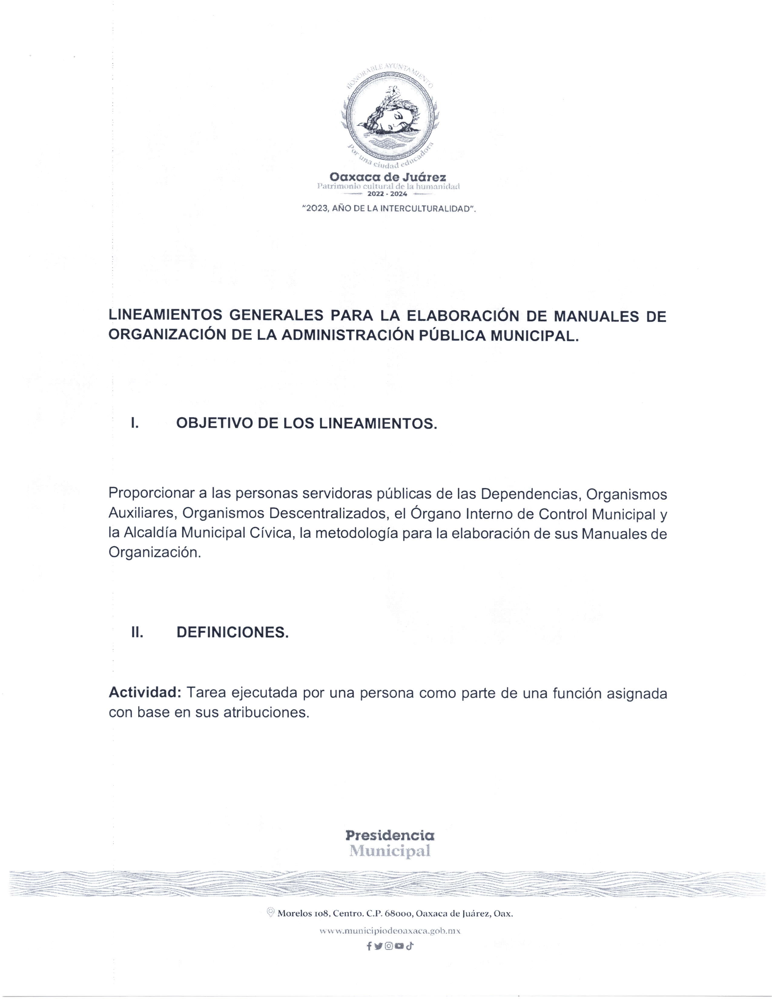 HONORABLE AYUNTAMIENTO
Por una ciudad educadora
Oaxaca de Juárez
Patrimonio cultural de la humanidad
2022 - 2024
"2023, AÑO DE LA INTERCULTURALIDAD".
LINEAMIENTOS GENERALES PARA LA ELABORACIÓN DE MANUALES DE
ORGANIZACIÓN DE LA ADMINISTRACIÓN PÚBLICA MUNICIPAL.
I. OBJETIVO DE LOS LINEAMIENTOS.
Proporcionar a las personas servidoras públicas de las Dependencias, Organismos
Auxiliares, Organismos Descentralizados, el Órgano Interno de Control Municipal y
la Alcaldía Municipal Cívica, la metodología para la elaboración de sus Manuales de
Organización.
II. DEFINICIONES.
Actividad: Tarea ejecutada por una persona como parte de una función asignada
con base en sus atribuciones.
Presidencia
Municipal
Morelos 108, Centro. C.P. 68000, Oaxaca de Juárez, Oax.
www.municipiodeoaxaca.gob.mx